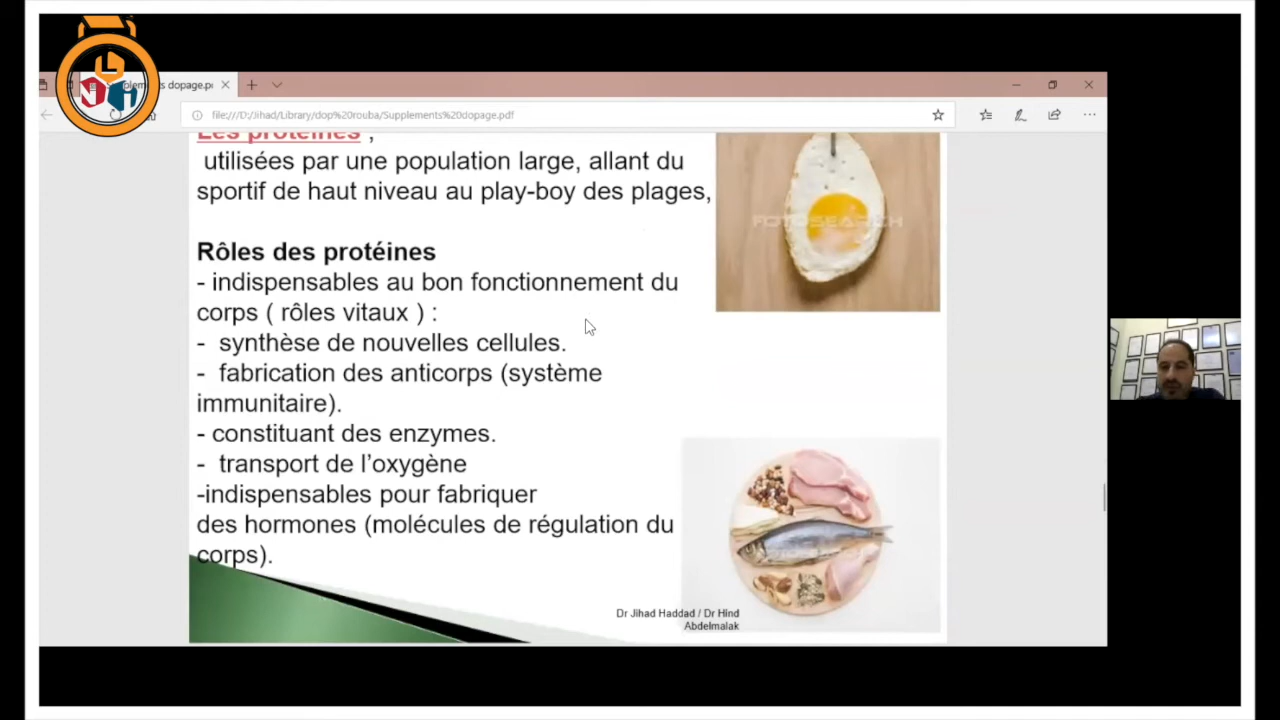 L
N
i
s dopage.p
file:///D:/Jihad/Library/dop%20rouba/Supplements%20dopage.pdf
Les protéines ,
utilisées par une population large, allant du
sportif de haut niveau au play-boy des plages,
FOTOSEARCH
Rôles des protéines
- indispensables au bon fonctionnement du
corps ( rôles vitaux ) :
- synthèse de nouvelles cellules.
- fabrication des anticorps (système
immunitaire).
- constituant des enzymes.
- transport de l’oxygène
-indispensables pour fabriquer
des hormones (molécules de régulation du
corps).
Dr Jihad Haddad / Dr Hind
Abdelmalak